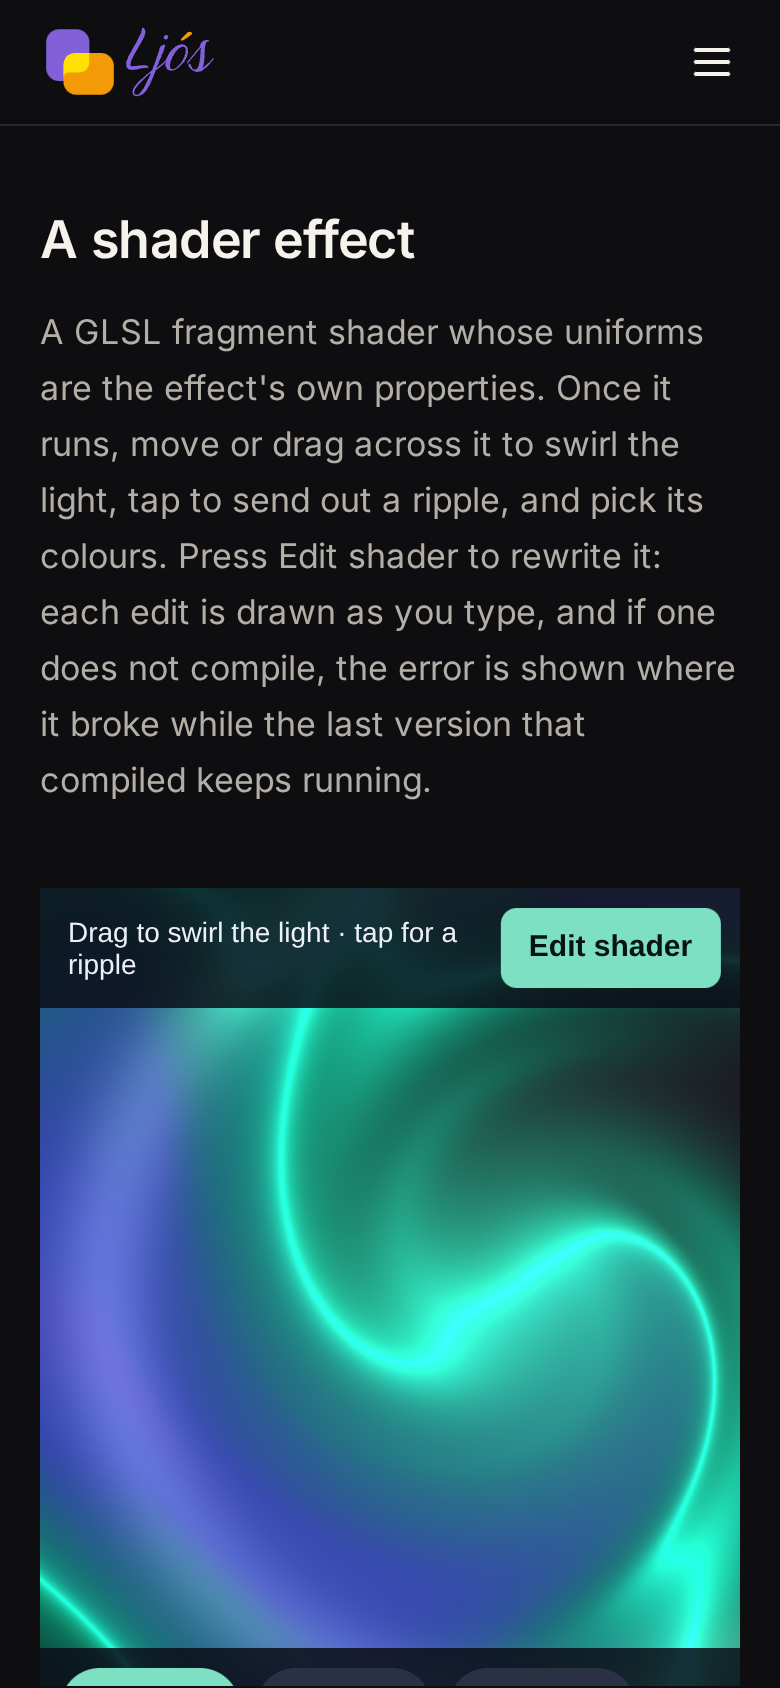 Ljós
A shader effect
A GLSL fragment shader whose uniforms
are the effect's own properties. Once it
runs, move or drag across it to swirl the
light, tap to send out a ripple, and pick its
colours. Press Edit shader to rewrite it:
each edit is drawn as you type, and if one
does not compile, the error is shown where
it broke while the last version that
compiled keeps running.
Drag to swirl the light · tap for a
ripple
Edit shader